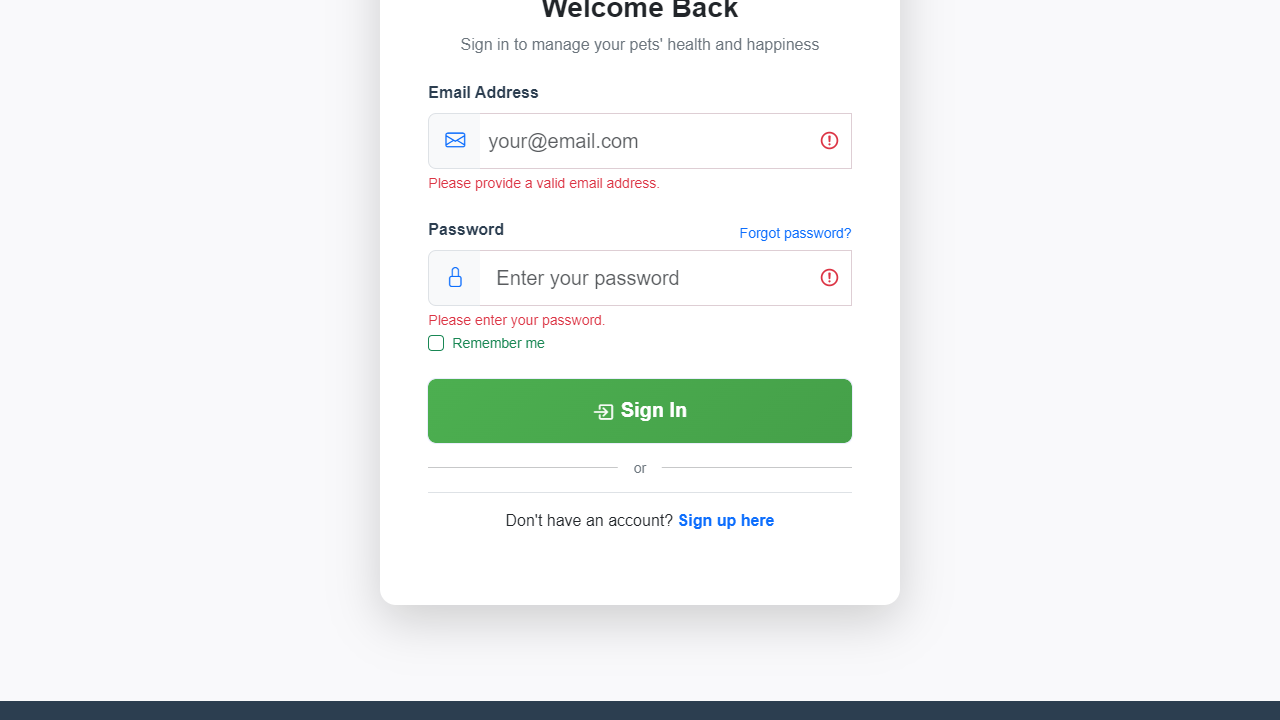 Welcome Back
Sign in to manage your pets' health and happiness
Email Address
your@email.com
Please provide a valid email address.
Password
Forgot password?
Enter your password
Please enter your password.
Remember me
Sign In
or
Don't have an account? Sign up here